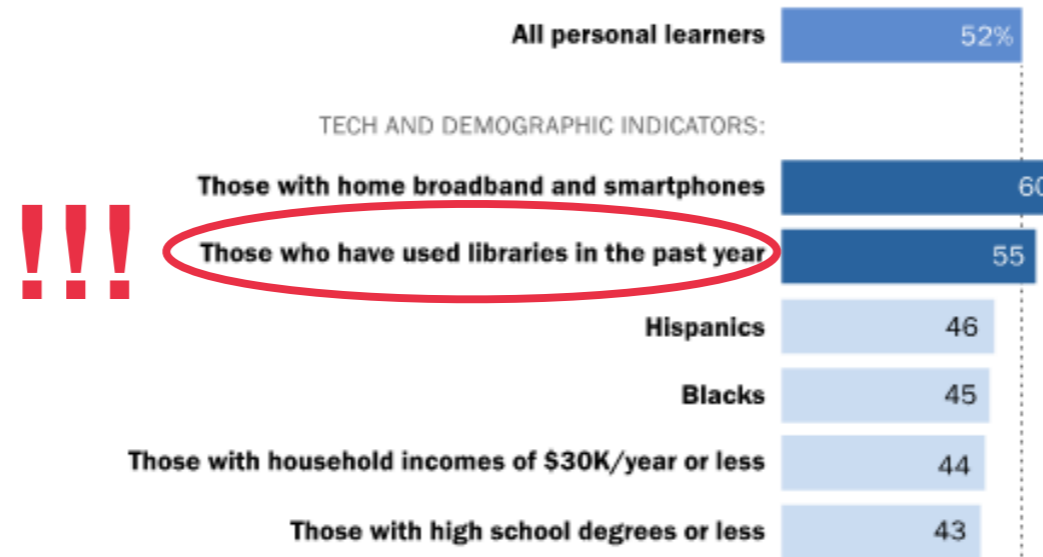 All personal learners 52%
TECH AND DEMOGRAPHIC INDICATORS:
Those with home broadband and smartphones 60
!!! Those who have used libraries in the past year 55
Hispanics 46
Blacks 45
Those with household incomes of $30K/year or less 44
Those with high school degrees or less 43